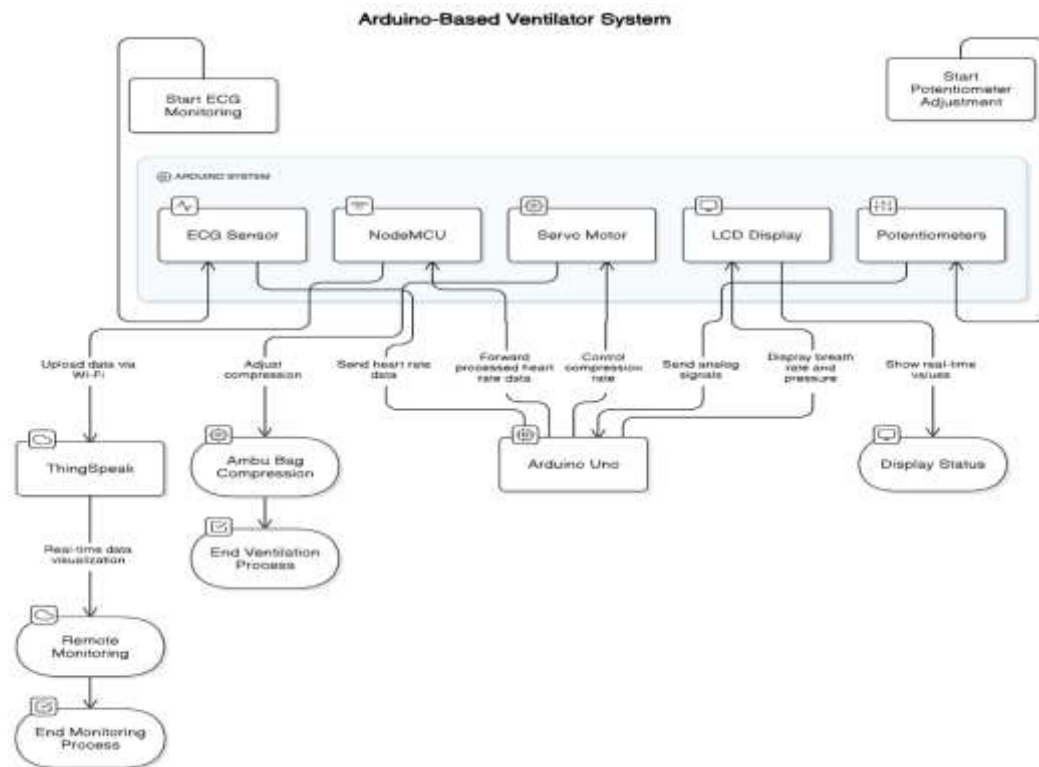 Arduino-Based Ventilator System
Start ECG
Monitoring
Start
Potentiometer
Adjustment
ARDUINO SYSTEM
ECG Sensor
NodeMCU
Servo Motor
LCD Display
Potentiometers
Upload data via
Wi-Fi
Adjust
compression
Send heart rate
data
Forward
processed heart
rate data
Control
compression
rate
Send analog
signals
Display breath
rate and
pressure
Show real-time
values
ThingSpeak
Ambu Bag
Compression
Arduino Uno
Display Status
End Ventilation
Process
Real-time data
visualization
Remote
Monitoring
End Monitoring
Process